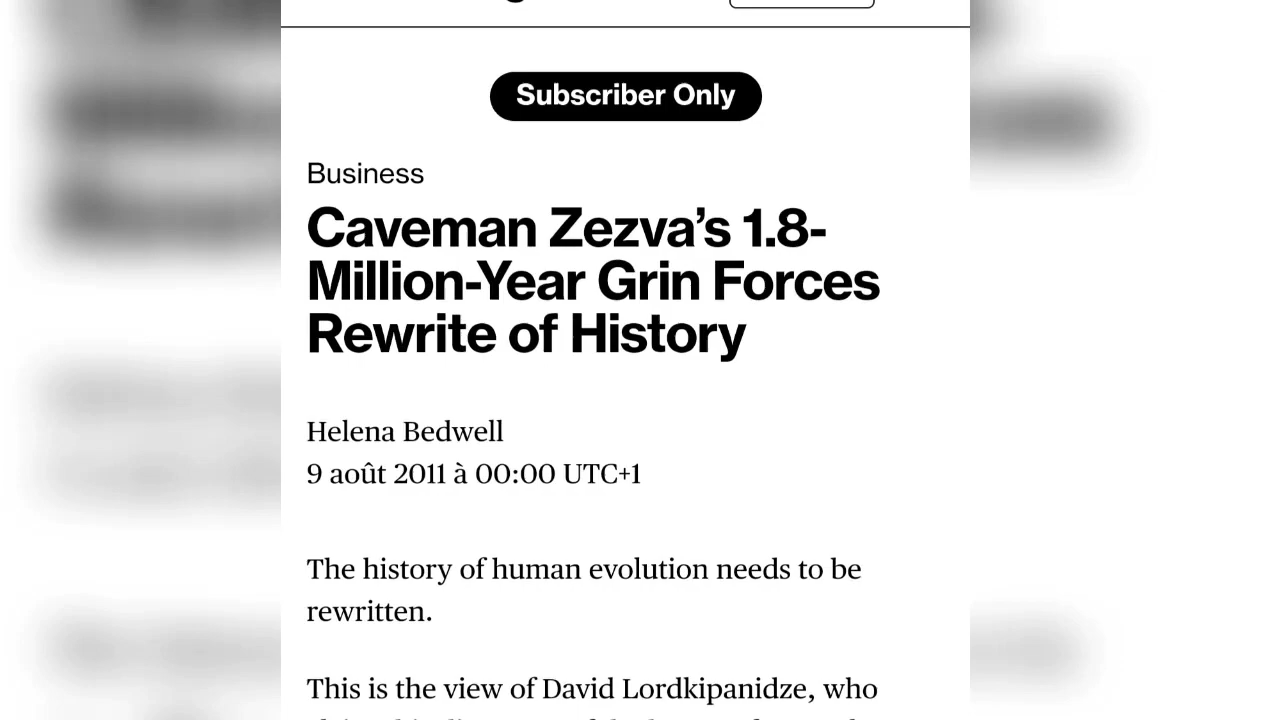 Subscriber Only
Business
Caveman Zezva’s 1.8-
Million-Year Grin Forces
Rewrite of History
Helena Bedwell
9 août 2011 à 00:00 UTC+1
The history of human evolution needs to be
rewritten.
This is the view of David Lordkipanidze, who